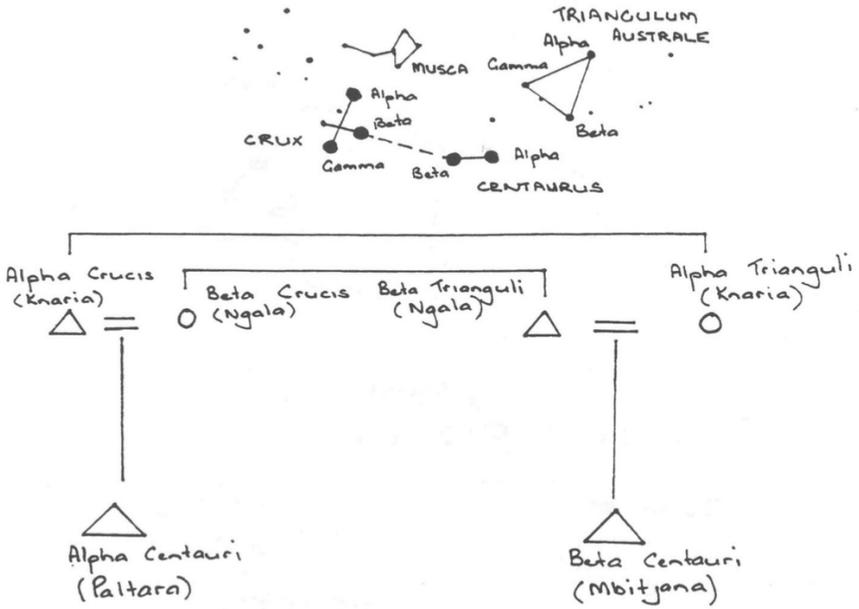 TRIANGULUM
AUSTRALE
Alpha
Gamma
MUSCA
Alpha
Beta
Beta
CRUX
Gamma
Beta
Alpha
CENTAURUS
Alpha Crucis
(Knaria)
Beta Crucis
(Ngala)
Beta Trianguli
(Ngala)
Alpha Trianguli
(Knaria)
Alpha Centauri
(Paltara)
Beta Centauri
(Mbitjana)